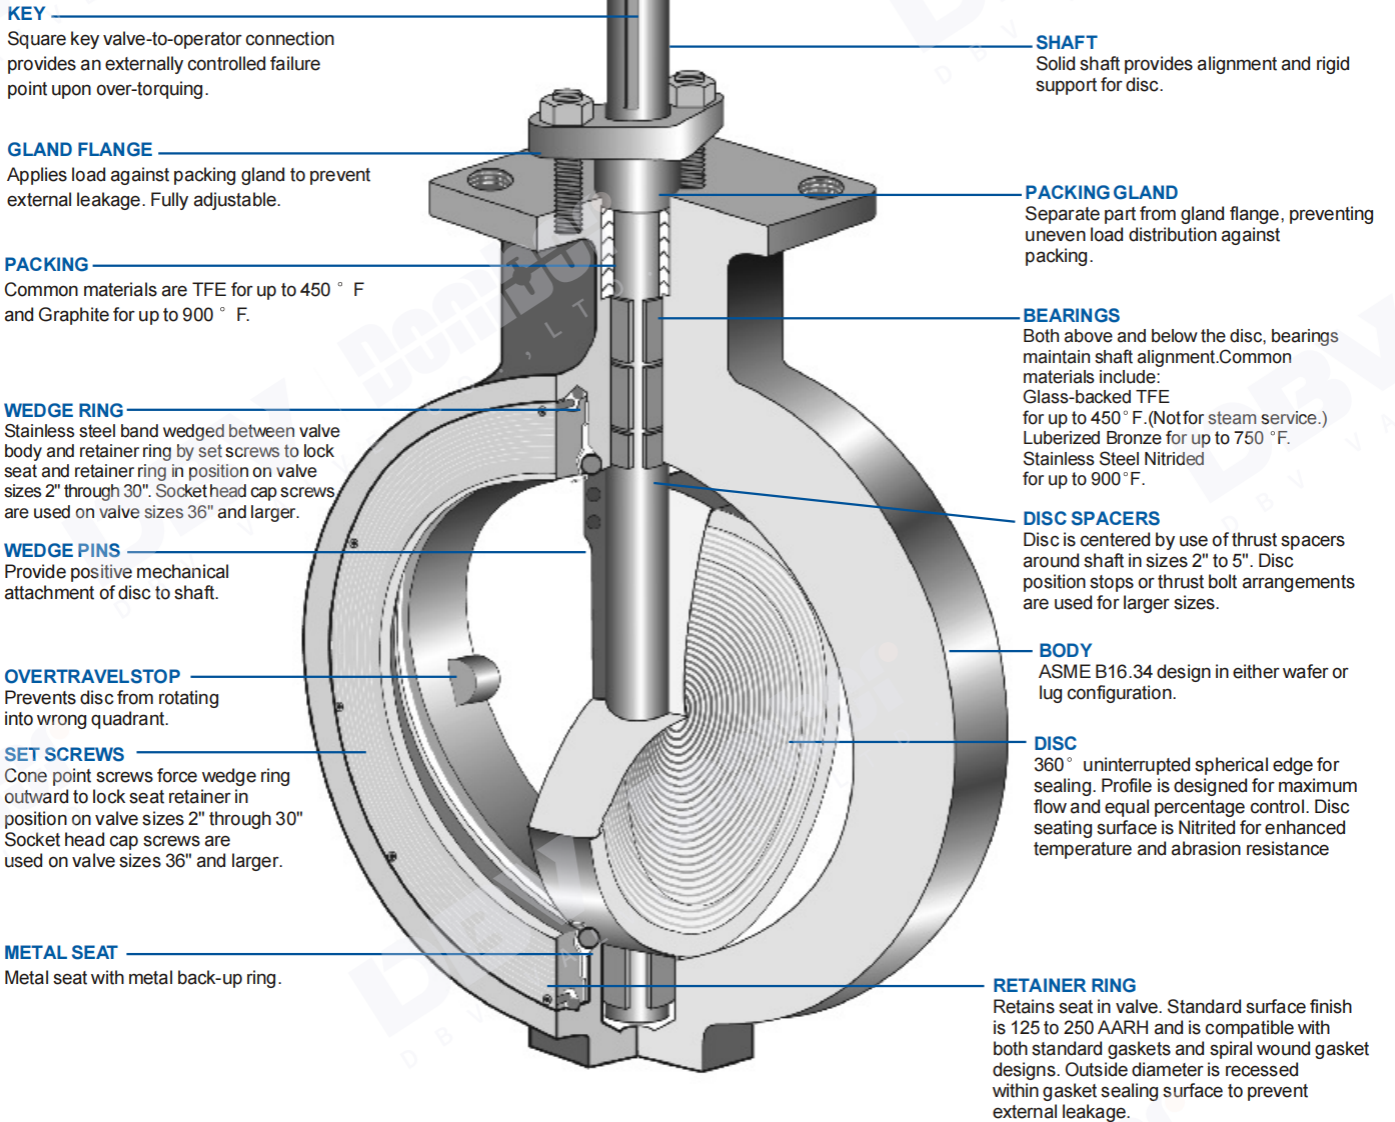 KEY
Square key valve-to-operator connection
provides an externally controlled failure
point upon over-torquing.
GLAND FLANGE
Applies load against packing gland to prevent
external leakage. Fully adjustable.
PACKING
Common materials are TFE for up to 450 ° F
and Graphite for up to 900 ° F.
WEDGE RING
Stainless steel band wedged between valve
body and retainer ring by set screws to lock
seat and retainer ring in position on valve
sizes 2" through 30". Socket head cap screws
are used on valve sizes 36" and larger.
WEDGE PINS
Provide positive mechanical
attachment of disc to shaft.
OVERTRAVELSTOP
Prevents disc from rotating
into wrong quadrant.
SET SCREWS
Cone point screws force wedge ring
outward to lock seat retainer in
position on valve sizes 2" through 30"
Socket head cap screws are
used on valve sizes 36" and larger.
METAL SEAT
Metal seat with metal back-up ring.
SHAFT
Solid shaft provides alignment and rigid
support for disc.
PACKING GLAND
Separate part from gland flange, preventing
uneven load distribution against
packing.
BEARINGS
Both above and below the disc, bearings
maintain shaft alignment.Common
materials include:
Glass-backed TFE
for up to 450°F.(Not for steam service.)
Luberized Bronze for up to 750 °F.
Stainless Steel Nitrided
for up to 900°F.
DISC SPACERS
Disc is centered by use of thrust spacers
around shaft in sizes 2" to 5". Disc
position stops or thrust bolt arrangements
are used for larger sizes.
BODY
ASME B16.34 design in either wafer or
lug configuration.
DISC
360° uninterrupted spherical edge for
sealing. Profile is designed for maximum
flow and equal percentage control. Disc
seating surface is Nitrited for enhanced
temperature and abrasion resistance
RETAINER RING
Retains seat in valve. Standard surface finish
is 125 to 250 AARH and is compatible with
both standard gaskets and spiral wound gasket
designs. Outside diameter is recessed
within gasket sealing surface to prevent
external leakage.